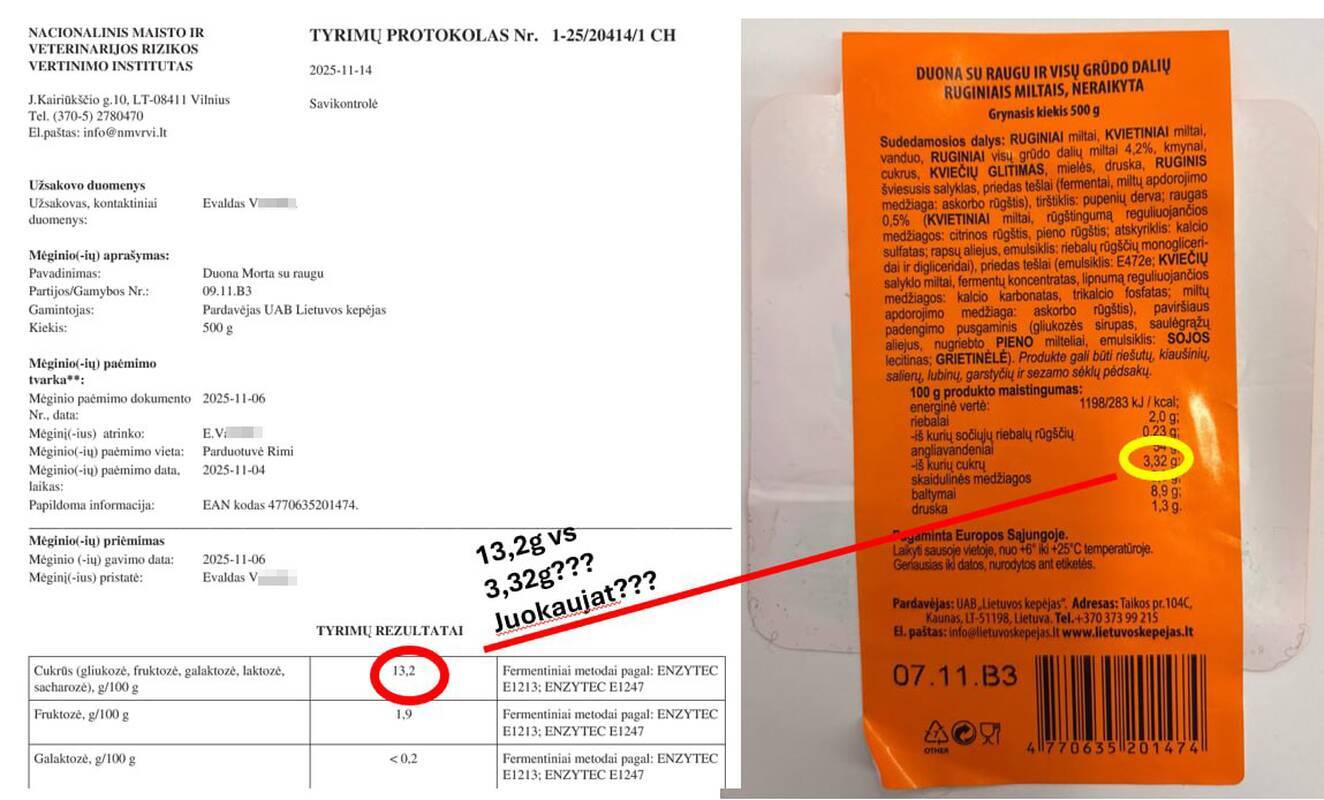 NACIONALINIS MAISTO IR
VETERINARIJOS RIZIKOS
VERTINIMO INSTITUTAS
J.Kairiūkščio g.10, LT-08411 Vilnius
Tel. (370-5) 2780470
El.paštas: info@nmvrvi.lt
TYRIMŲ PROTOKOLAS Nr. 1-25/20414/1 CH
2025-11-14
Savikontrolė
Užsakovo duomenys
Užsakovas, kontaktiniai Evaldas V
duomenys:
Mėginio(-ių) aprašymas:
Pavadinimas: Duona Morta su raugu
Partijos/Gamybos Nr.: 09.11.B3
Gamintojas: Pardavėjas UAB Lietuvos kepėjas
Kiekis: 500 g
Mėginio(-ių) paėmimo
tvarka**:
Mėginio paėmimo dokumento 2025-11-06
Nr., data:
Mėginį(-ius) atrinko: E.V
Mėginio(-ių) paėmimo vieta: Parduotuvė Rimi
Mėginio(-ių) paėmimo data, 2025-11-04
laikas:
Papildoma informacija: EAN kodas 4770635201474.
Mėginio(-ių) priėmimas
Mėginio (-ių) gavimo data: 2025-11-06
Mėginį(-ius) pristatė: Evaldas V
13,2g vs
3,32g???
Juokaujat???
TYRIMŲ REZULTATAI
Cukrūs (gliukozė, fruktozė, galaktozė, laktozė, 13,2 Fermentiniai metodai pagal: ENZYTEC
sacharozė), g/100 g E1213; ENZYTEC E1247
Fruktozė, g/100 g 1,9 Fermentiniai metodai pagal: ENZYTEC
E1213; ENZYTEC E1247
Galaktozė, g/100 g < 0,2 Fermentiniai metodai pagal: ENZYTEC
E1213; ENZYTEC E1247
DUONA SU RAUGU IR VISŲ GRŪDO DALIŲ
RUGINIAIS MILTAIS, NERAIKYTA
Grynasis kiekis 500 g
Sudedamosios dalys: RUGINIAI miltai, KVIETINIAI miltai,
vanduo, RUGINIAI visų grūdo dalių miltai 4,2%, kmynai,
cukrus, KVIEČIŲ GLITIMAS, mielės, druska, RUGINIS
šviesusis salyklas, priedas tešlai (fermentai, miltų apdorojimo
medžiaga: askorbo rūgštis), tirštiklis: pupenių derva; raugas
0,5% (KVIETINIAI miltai, rūgštingumą reguliuojančios
medžiagos: citrinos rūgštis, pieno rūgštis; atskyriklis: kalcio
sulfatas; rapsų aliejus, emulsiklis: riebalų rūgščių monogliceri-
dai ir digliceridai), priedas tešlai (emulsiklis: E472e; KVIEČIŲ
salyklo miltai, fermentų koncentratas, lipnumą reguliuojančios
medžiagos: kalcio karbonatas, trikalcio fosfatas; miltų
apdorojimo medžiaga: askorbo rūgštis), paviršiaus
padengimo pusgaminis (gliukozės sirupas, saulėgrąžų
aliejus, nugriebto PIENO milteliai, emulsiklis: SOJOS
lecitinas; GRIETINĖLĖ). Produkte gali būti riešutų, kiaušinių,
salierų, lubinų, garstyčių ir sezamo sėklų pėdsakų.
100 g produkto maistingumas:
energinė vertė: 1198/283 kJ / kcal;
riebalai 2,0 g;
-iš kurių sočiųjų riebalų rūgščių 0,23 g;
angliavandeniai 54 g;
-iš kurių cukrų 3,32 g;
skaidulinės medžiagos
baltymai 8,9 g;
druska 1,3 g.
Pagaminta Europos Sąjungoje.
Laikyti sausoje vietoje, nuo +6° iki +25°C temperatūroje.
Geriausias iki datos, nurodytos ant etiketės.
Pardavėjas: UAB „Lietuvos kepėjas". Adresas: Taikos pr.104C,
Kaunas, LT-51198, Lietuva. Tel.+370 373 99 215
El. paštas: info@lietuvoskepejas.lt www.lietuvoskepejas.lt
07.11.B3
7
OTHER
4 770635 201474